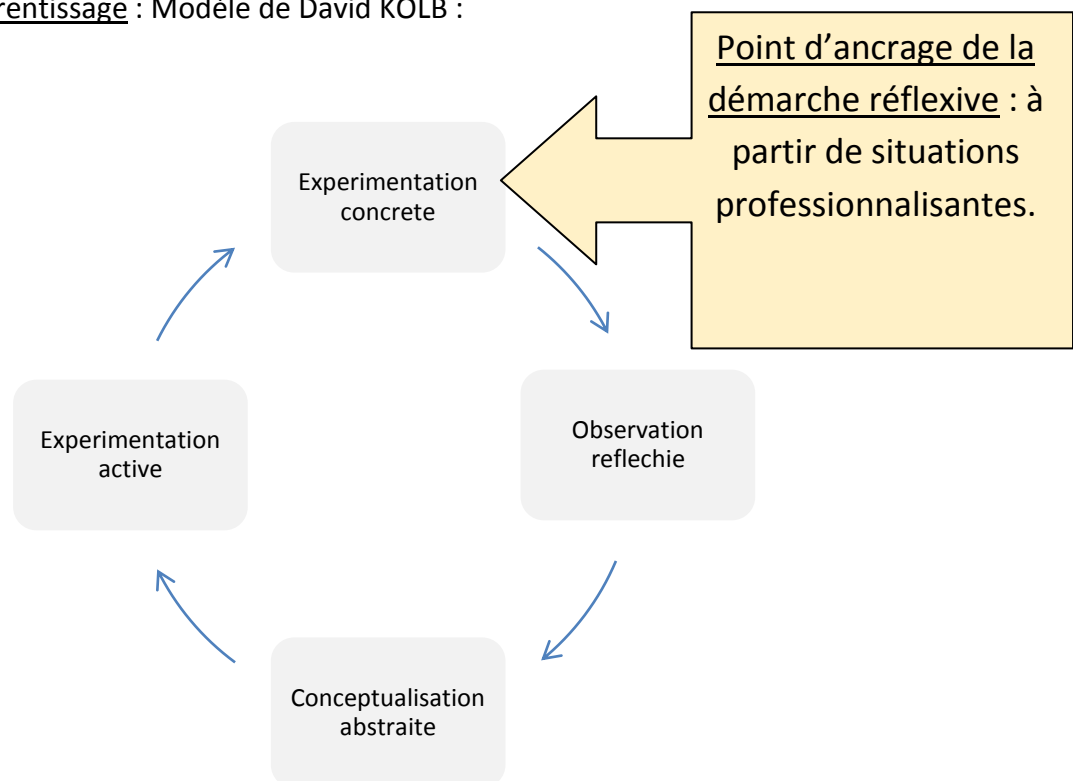 rentissage : Modèle de David KOLB :
Point d’ancrage de la
démarche réflexive : à
partir de situations
professionnalisantes.
Experimentation
concrete
Observation
reflechie
Conceptualisation
abstraite
Experimentation
active